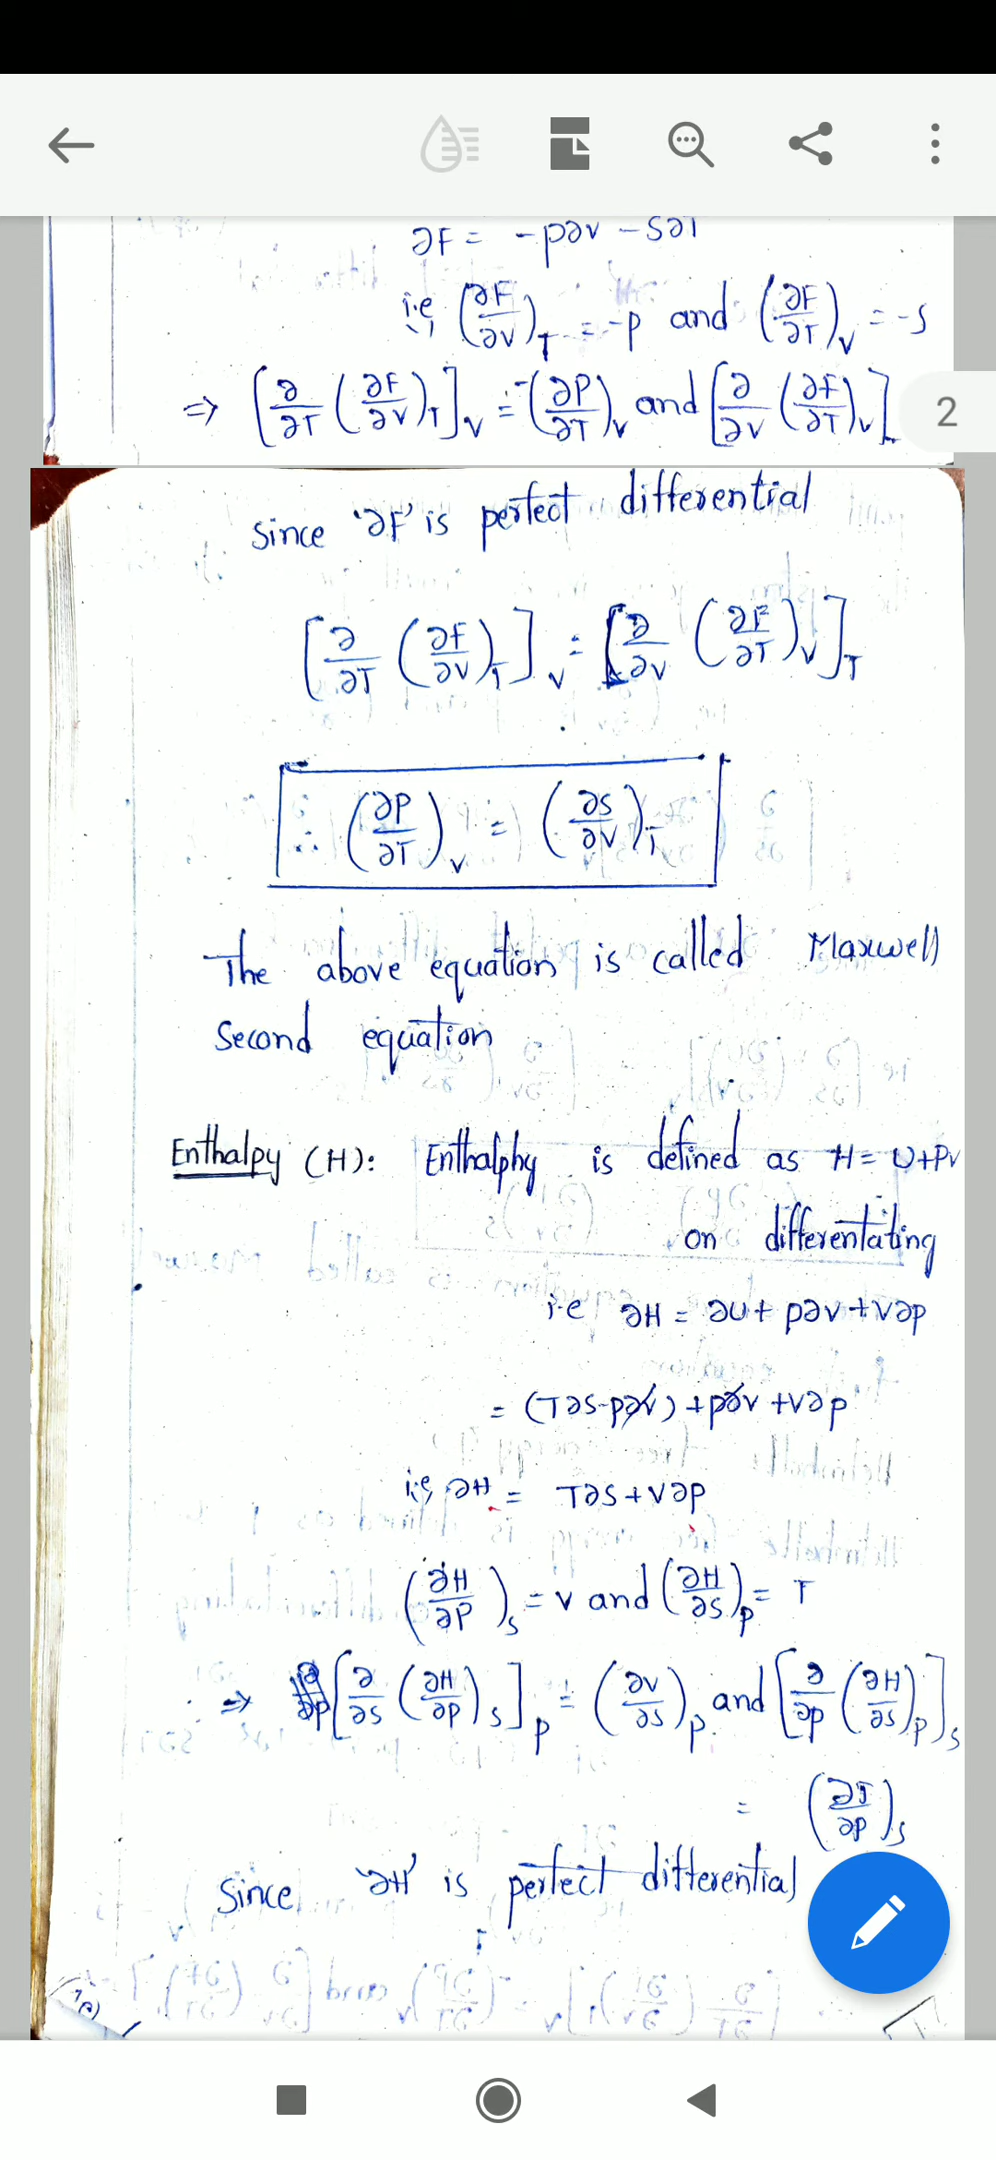 ∂F = -p∂v - S∂T
i.e., (∂F/∂V)_T = -p and (∂F/∂T)_V = -S
⇒ [∂/∂T (∂F/∂V)_T]_V = -(∂P/∂T)_V and [∂/∂V (∂F/∂T)_V]
2
since '∂F' is perfect differential
[∂/∂T (∂F/∂V)_T]_V = [∂/∂V (∂F/∂T)_V]_T
∴ (∂P/∂T)_V = (∂S/∂V)_T
The above equation is called Maxwell
Second equation
Enthalpy (H): Enthalphy is defined as H = U+PV
on differentating
i.e ∂H = ∂U + p∂v + v∂p
= (T∂S - p∂v) + p∂v + v∂p
i.e, ∂H = T∂S + V∂p
(∂H/∂P)_S = V and (∂H/∂S)_P = T
⇒ [∂/∂S (∂H/∂P)_S]_P = (∂V/∂S)_P and [∂/∂P (∂H/∂S)_P]_S
= (∂T/∂P)_S
Since '∂H' is perfect differential